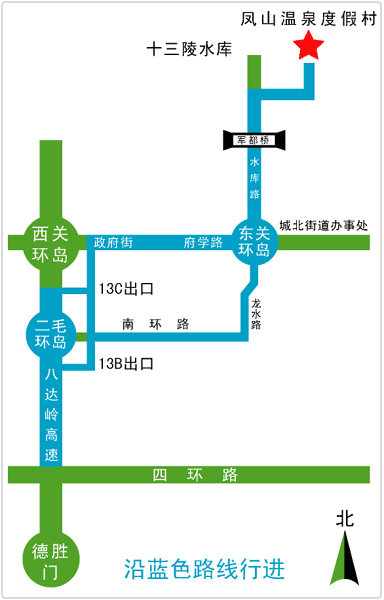 凤山温泉度假村
十三陵水库
军都桥
水库路
西关
环岛
政府街
府学路
东关
环岛
城北街道办事处
13C出口
龙水路
二毛
环岛
南环路
13B出口
八达岭高速
四环路
德胜
门
北
沿蓝色路线行进